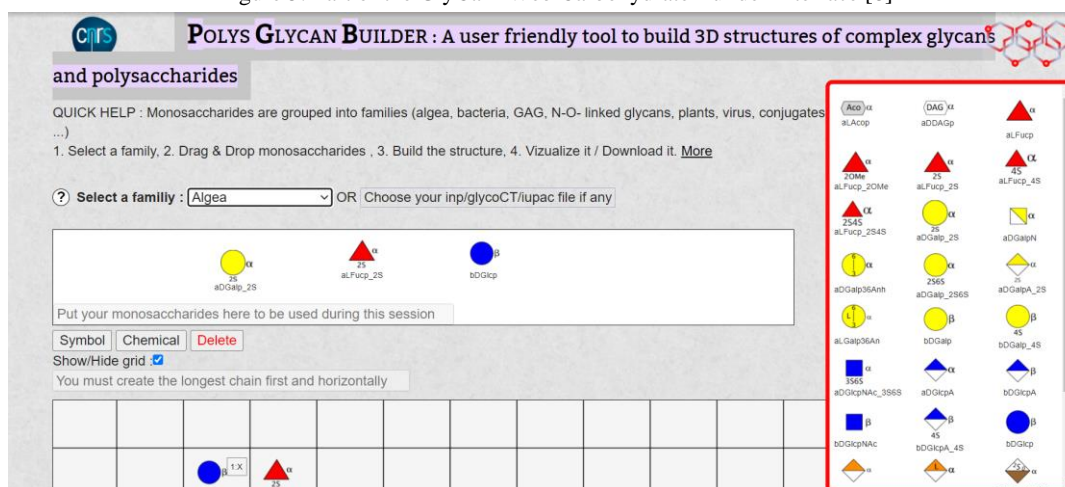 cnrs
POLYS GLYCAN BUILDER : A user friendly tool to build 3D structures of complex glycans
and polysaccharides
QUICK HELP : Monosaccharides are grouped into families (algea, bacteria, GAG, N-O- linked glycans, plants, virus, conjugates
...)
1. Select a family, 2. Drag & Drop monosaccharides , 3. Build the structure, 4. Vizualize it / Download it. More
? Select a familiy : Algea OR Choose your inp/glycoCT/iupac file if any
α α β
2S 2S
aDGalp_2S aLFucp_2S bDGlcp
Put your monosaccharides here to be used during this session
Symbol Chemical Delete
Show/Hide grid :
You must create the longest chain first and horizontally
β 1:X α
2S
Aco α DAG α α
aLAcop aDDAGp aLFucp
α α α
2OMe 2S 4S
aLFucp_2OMe aLFucp_2S aLFucp_4S
α α α
2S4S 2S
aLFucp_2S4S aDGalp_2S aDGalpN
6 3 α α α
2S6S 2S
aDGalp36Anh aDGalp_2S6S aDGalpA_2S
L 6 3 α β β
4S
aLGalp36An bDGalp bDGalp_4S
α α β
3S6S
aDGlcpNAc_3S6S aDGlcpA bDGlcpA
β β β
4S
bDGlcpNAc bDGlcpA_4S bDGlcp
α L α α